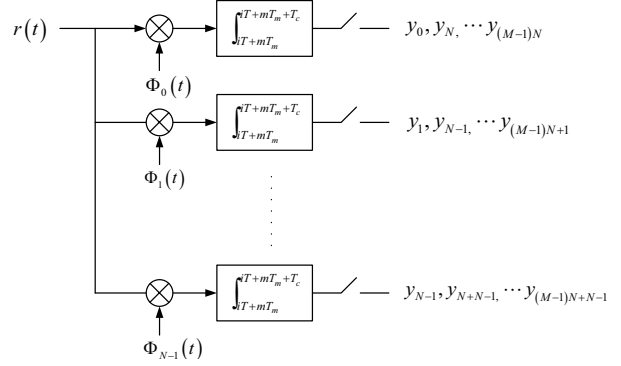 r(t) ∫_{iT+mT_m}^{iT+mT_m+T_c} y_0, y_N, ⋯ y_{(M−1)N}
Φ_0(t)
∫_{iT+mT_m}^{iT+mT_m+T_c} y_1, y_{N−1}, ⋯ y_{(M−1)N+1}
Φ_1(t)
∫_{iT+mT_m}^{iT+mT_m+T_c} y_{N−1}, y_{N+N−1}, ⋯ y_{(M−1)N+N−1}
Φ_{N−1}(t)